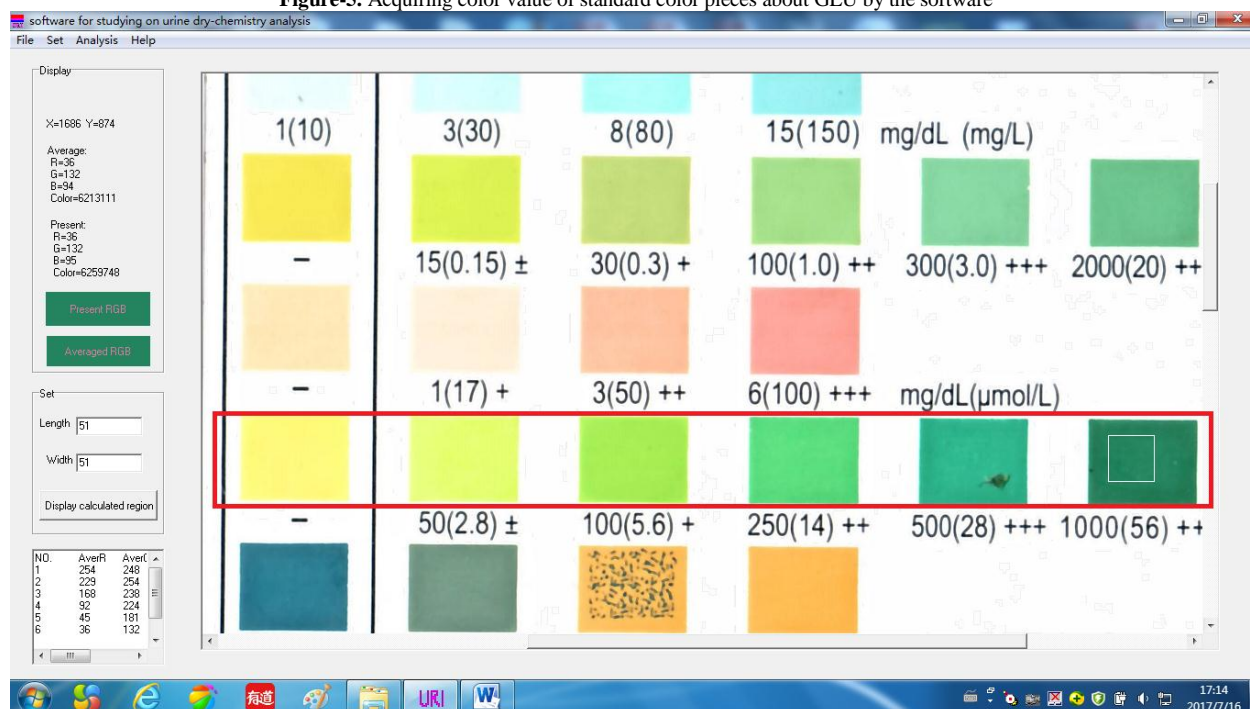 Figure-3. Acquiring color value of standard color pieces about GLU by the software
software for studying on urine dry-chemistry analysis
File Set Analysis Help
Display
X=1686 Y=874
Average:
R=36
G=132
B=94
Color=6213111
Present:
R=36
G=132
B=95
Color=6259748
Present RGB
Averaged RGB
Set
Length 51
Width 51
Display calculated region
NO. AverR Aver
1 254 248
2 229 254
3 168 238
4 92 224
5 45 181
6 36 132
1(10) 3(30) 8(80) 15(150) mg/dL (mg/L)
− 15(0.15) ± 30(0.3) + 100(1.0) ++ 300(3.0) +++ 2000(20) ++
− 1(17) + 3(50) ++ 6(100) +++ mg/dL(µmol/L)
− 50(2.8) ± 100(5.6) + 250(14) ++ 500(28) +++ 1000(56) ++
有道
URI
W
17:14
2017/7/16